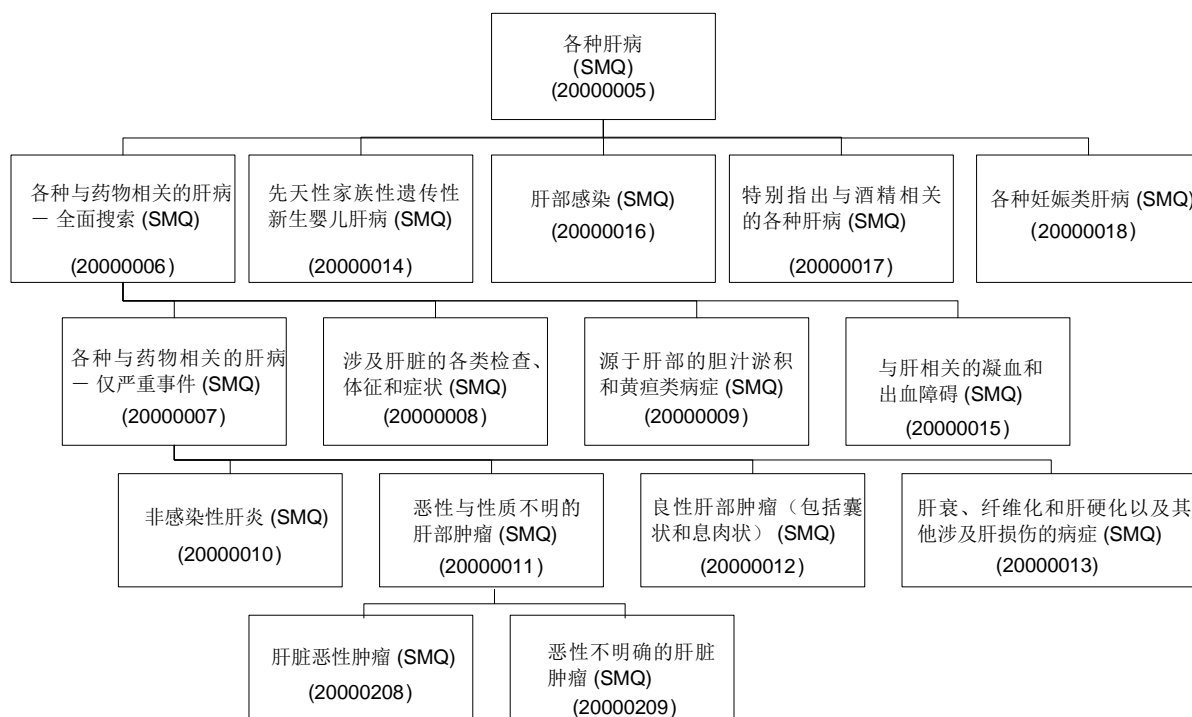 各种肝病
(SMQ)
(20000005)
各种与药物相关的肝病
－ 全面搜索 (SMQ)
(20000006)
先天性家族性遗传性
新生婴儿肝病 (SMQ)
(20000014)
肝部感染 (SMQ)
(20000016)
特别指出与酒精相关
的各种肝病 (SMQ)
(20000017)
各种妊娠类肝病 (SMQ)
(20000018)
各种与药物相关的肝病
－ 仅严重事件 (SMQ)
(20000007)
涉及肝脏的各类检查、
体征和症状 (SMQ)
(20000008)
源于肝部的胆汁淤积
和黄疸类病症 (SMQ)
(20000009)
与肝相关的凝血和
出血障碍 (SMQ)
(20000015)
非感染性肝炎 (SMQ)
(20000010)
恶性与性质不明的
肝部肿瘤 (SMQ)
(20000011)
良性肝部肿瘤（包括囊
状和息肉状） (SMQ)
(20000012)
肝衰、纤维化和肝硬化以及其
他涉及肝损伤的病症 (SMQ)
(20000013)
肝脏恶性肿瘤 (SMQ)
(20000208)
恶性不明确的肝脏
肿瘤 (SMQ)
(20000209)